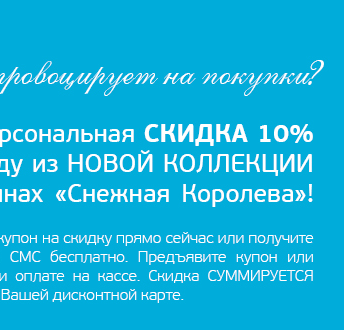 провоцирует на покупки?
рсональная СКИДКА 10%
ду из НОВОЙ КОЛЛЕКЦИИ
нах «Снежная Королева»!
купон на скидку прямо сейчас или получите
СМС бесплатно. Предъявите купон или
и оплате на кассе. Скидка СУММИРУЕТСЯ
Вашей дисконтной карте.